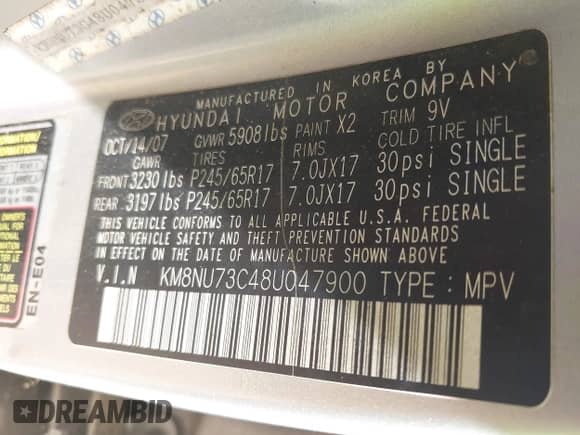 MANUFACTURED IN KOREA BY
HYUNDAI MOTOR COMPANY
OCT/14/07 GVWR 5908lbs PAINT X2 TRIM 9V
GAWR TIRES RIMS COLD TIRE INFL
FRONT 3230lbs P245/65R17 7.0JX17 30psi SINGLE
REAR 3197lbs P245/65R17 7.0JX17 30psi SINGLE
THIS VEHICLE CONFORMS TO ALL APPLICABLE U.S.A. FEDERAL
MOTOR VEHICLE SAFETY AND THEFT PREVENTION STANDARDS
IN EFFECT ON THE DATE OF MANUFACTURE SHOWN ABOVE.
V.I.N KM8NU73C48U047900 TYPE: MPV
EN-E04
DREAMBID